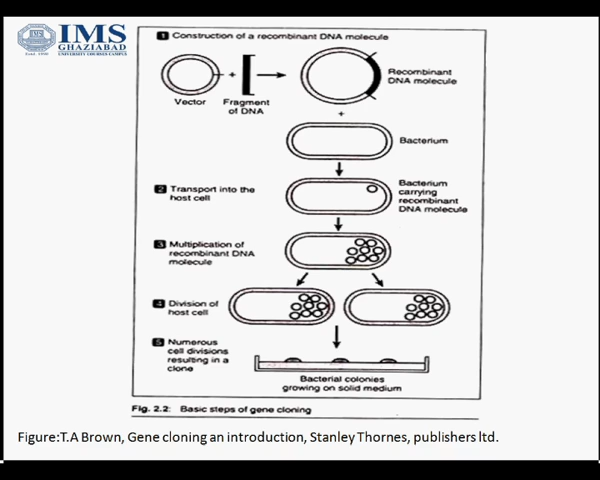 IMS
GHAZIABAD
UNIVERSITY COURSES CAMPUS
Estd. 1990
1 Construction of a recombinant DNA molecule
+
Vector
Fragment
of DNA
Recombinant
DNA molecule
+
Bacterium
2 Transport into the
host cell
Bacterium
carrying
recombinant
DNA molecule
3 Multiplication of
recombinant DNA
molecule
4 Division of
host cell
5 Numerous
cell divisions
resulting in a
clone
Bacterial colonies
growing on solid medium
Fig. 2.2: Basic steps of gene cloning
Figure:T.A Brown, Gene cloning an introduction, Stanley Thornes, publishers ltd.